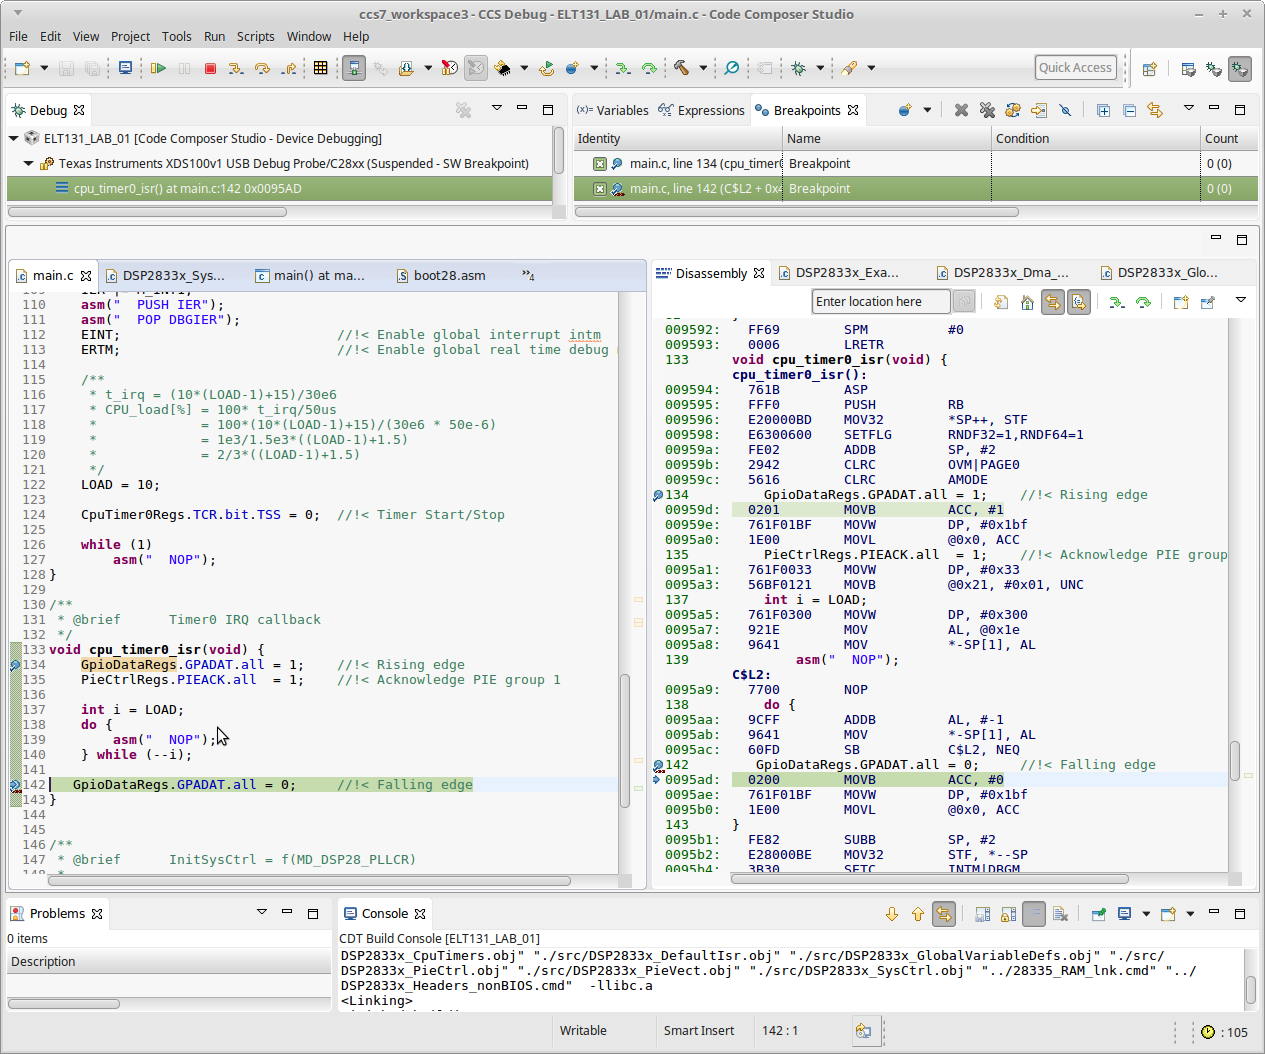 ccs7_workspace3 - CCS Debug - ELT131_LAB_01/main.c - Code Composer Studio
File Edit View Project Tools Run Scripts Window Help
Quick Access
Debug
(x)= Variables Expressions Breakpoints
ELT131_LAB_01 [Code Composer Studio - Device Debugging]
Texas Instruments XDS100v1 USB Debug Probe/C28xx (Suspended - SW Breakpoint)
cpu_timer0_isr() at main.c:142 0x0095AD
Identity Name Condition Count
main.c, line 134 (cpu_timer0 Breakpoint 0 (0)
main.c, line 142 (C$L2 + 0x4 Breakpoint 0 (0)
main.c DSP2833x_Sys... main() at ma... boot28.asm »4
110 asm("  PUSH IER");
111 asm("  POP DBGIER");
112 EINT; //!< Enable global interrupt intm
113 ERTM; //!< Enable global real time debug
114
115 /**
116 * t_irq = (10*(LOAD-1)+15)/30e6
117 * CPU_load[%] = 100* t_irq/50us
118 * = 100*(10*(LOAD-1)+15)/(30e6 * 50e-6)
119 * = 1e3/1.5e3*((LOAD-1)+1.5)
120 * = 2/3*((LOAD-1)+1.5)
121 */
122 LOAD = 10;
123
124 CpuTimer0Regs.TCR.bit.TSS = 0; //!< Timer Start/Stop
125
126 while (1)
127 asm("  NOP");
128 }
129
130 /**
131 * @brief Timer0 IRQ callback
132 */
133 void cpu_timer0_isr(void) {
134 GpioDataRegs.GPADAT.all = 1; //!< Rising edge
135 PieCtrlRegs.PIEACK.all  = 1; //!< Acknowledge PIE group 1
136
137 int i = LOAD;
138 do {
139 asm("  NOP");
140 } while (--i);
141
142 GpioDataRegs.GPADAT.all = 0; //!< Falling edge
143 }
144
145
146 /**
147 * @brief InitSysCtrl = f(MD_DSP28_PLLCR)
Disassembly DSP2833x_Exa... DSP2833x_Dma_... DSP2833x_Glo...
Enter location here
009592: FF69 SPM #0
009593: 0006 LRETR
133 void cpu_timer0_isr(void) {
cpu_timer0_isr():
009594: 761B ASP
009595: FFF0 PUSH RB
009596: E20000BD MOV32 *SP++, STF
009598: E6300600 SETFLG RNDF32=1,RNDF64=1
00959a: FE02 ADDB SP, #2
00959b: 2942 CLRC OVM|PAGE0
00959c: 5616 CLRC AMODE
134 GpioDataRegs.GPADAT.all = 1; //!< Rising edge
00959d: 0201 MOVB ACC, #1
00959e: 761F01BF MOVW DP, #0x1bf
0095a0: 1E00 MOVL @0x0, ACC
135 PieCtrlRegs.PIEACK.all  = 1; //!< Acknowledge PIE group
0095a1: 761F0033 MOVW DP, #0x33
0095a3: 56BF0121 MOVB @0x21, #0x01, UNC
137 int i = LOAD;
0095a5: 761F0300 MOVW DP, #0x300
0095a7: 921E MOV AL, @0x1e
0095a8: 9641 MOV *-SP[1], AL
139 asm("  NOP");
C$L2:
0095a9: 7700 NOP
138 do {
0095aa: 9CFF ADDB AL, #-1
0095ab: 9641 MOV *-SP[1], AL
0095ac: 60FD SB C$L2, NEQ
142 GpioDataRegs.GPADAT.all = 0; //!< Falling edge
0095ad: 0200 MOVB ACC, #0
0095ae: 761F01BF MOVW DP, #0x1bf
0095b0: 1E00 MOVL @0x0, ACC
143 }
0095b1: FE82 SUBB SP, #2
0095b2: E28000BE MOV32 STF, *--SP
0095b4: 3B30 SETC INTM|DBGM
Problems
0 items
Description
Console
CDT Build Console [ELT131_LAB_01]
DSP2833x_CpuTimers.obj" "./src/DSP2833x_DefaultIsr.obj" "./src/DSP2833x_GlobalVariableDefs.obj" "./src/
DSP2833x_PieCtrl.obj" "./src/DSP2833x_PieVect.obj" "./src/DSP2833x_SysCtrl.obj" "../28335_RAM_lnk.cmd" "../
DSP2833x_Headers_nonBIOS.cmd"  -llibc.a
<Linking>
Writable Smart Insert 142 : 1 : 105